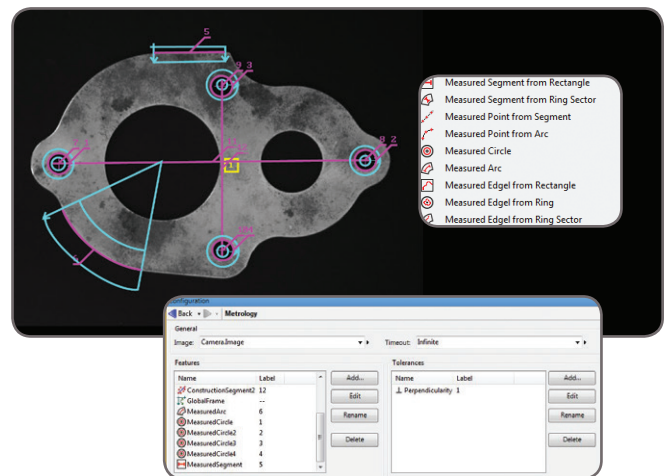 5
Measured Segment from Rectangle
Measured Segment from Ring Sector
Measured Point from Segment
Measured Point from Arc
Measured Circle
Measured Arc
Measured Edgel from Rectangle
Measured Edgel from Ring
Measured Edgel from Ring Sector
Configuration
Back Metrology
General
Image: CameraImage Timeout: Infinite
Features Tolerances
Name Label Add... Name Label Add...
ConstructionSegment2 12 Perpendicularity 1
GlobalFrame -- Edit Edit
MeasuredArc 6
MeasuredCircle 1 Rename Rename
MeasuredCircle2 2
MeasuredCircle3 3 Delete Delete
MeasuredCircle4 4
MeasuredSegment 5